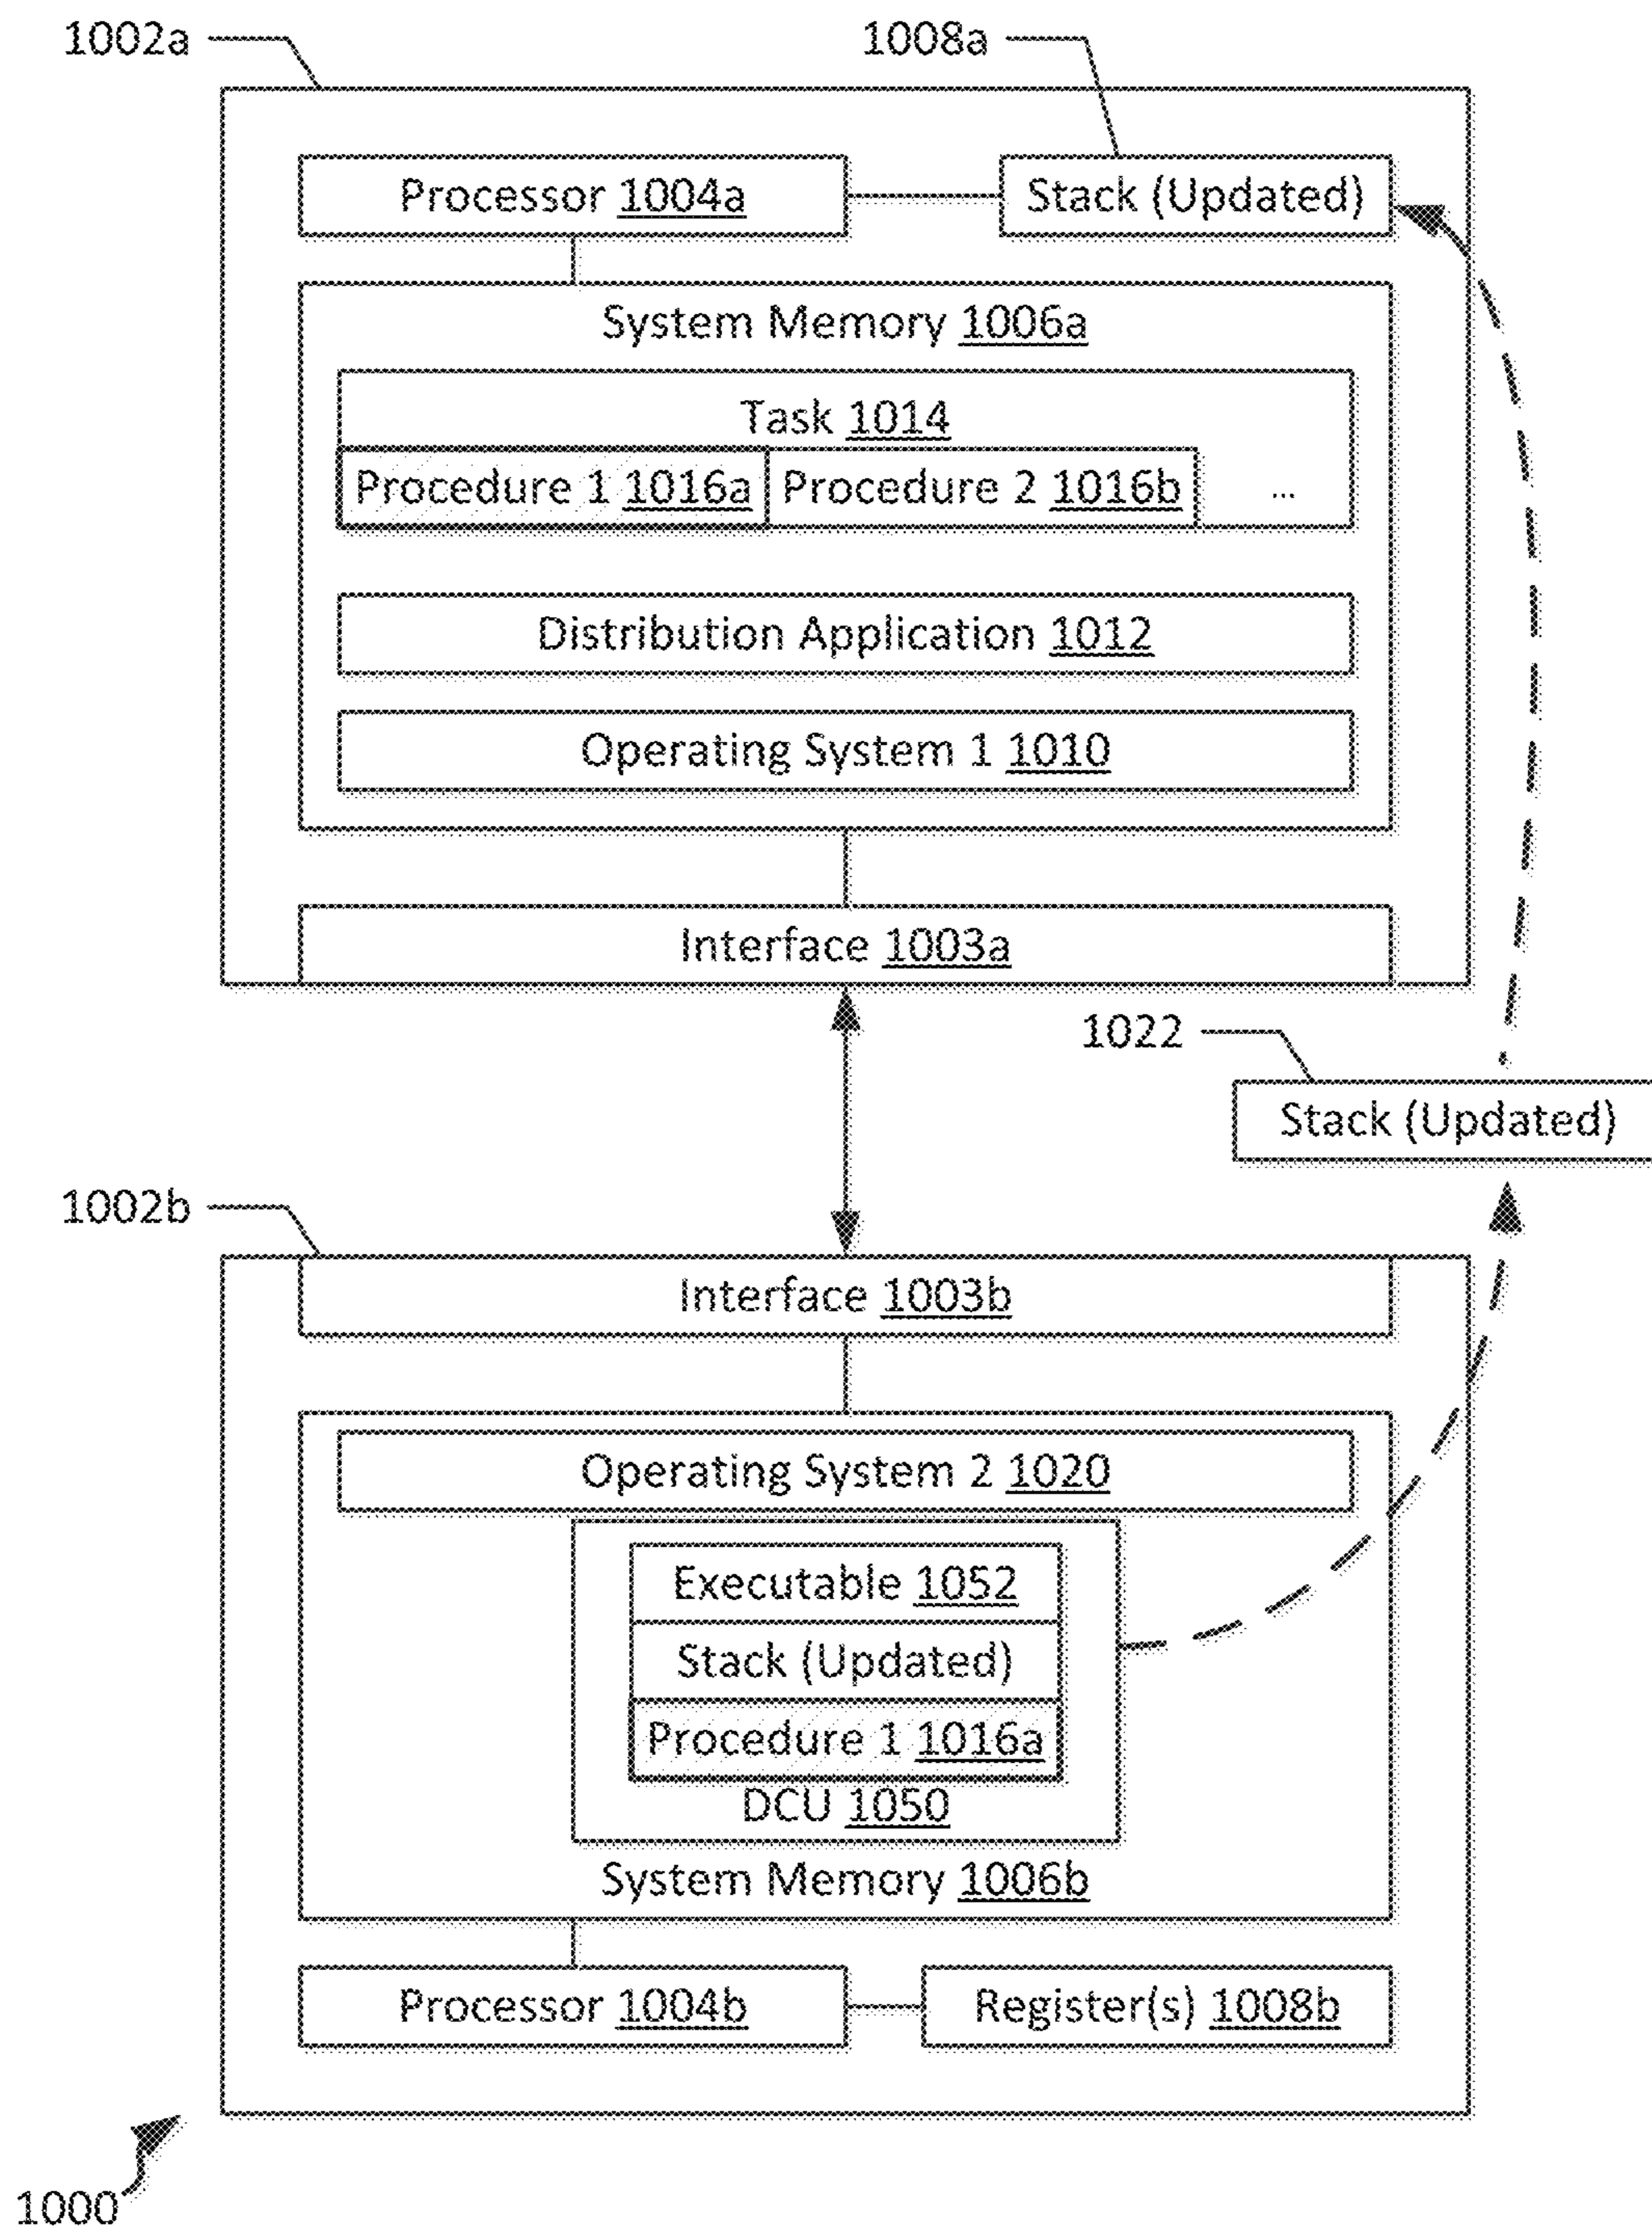 1002a
1008a
Processor 1004a
Stack (Updated)
System Memory 1006a
Task 1014
Procedure 1 1016a
Procedure 2 1016b
...
Distribution Application 1012
Operating System 1 1010
Interface 1003a
1022
Stack (Updated)
1002b
Interface 1003b
Operating System 2 1020
Executable 1052
Stack (Updated)
Procedure 1 1016a
DCU 1050
System Memory 1006b
Processor 1004b
Register(s) 1008b
1000